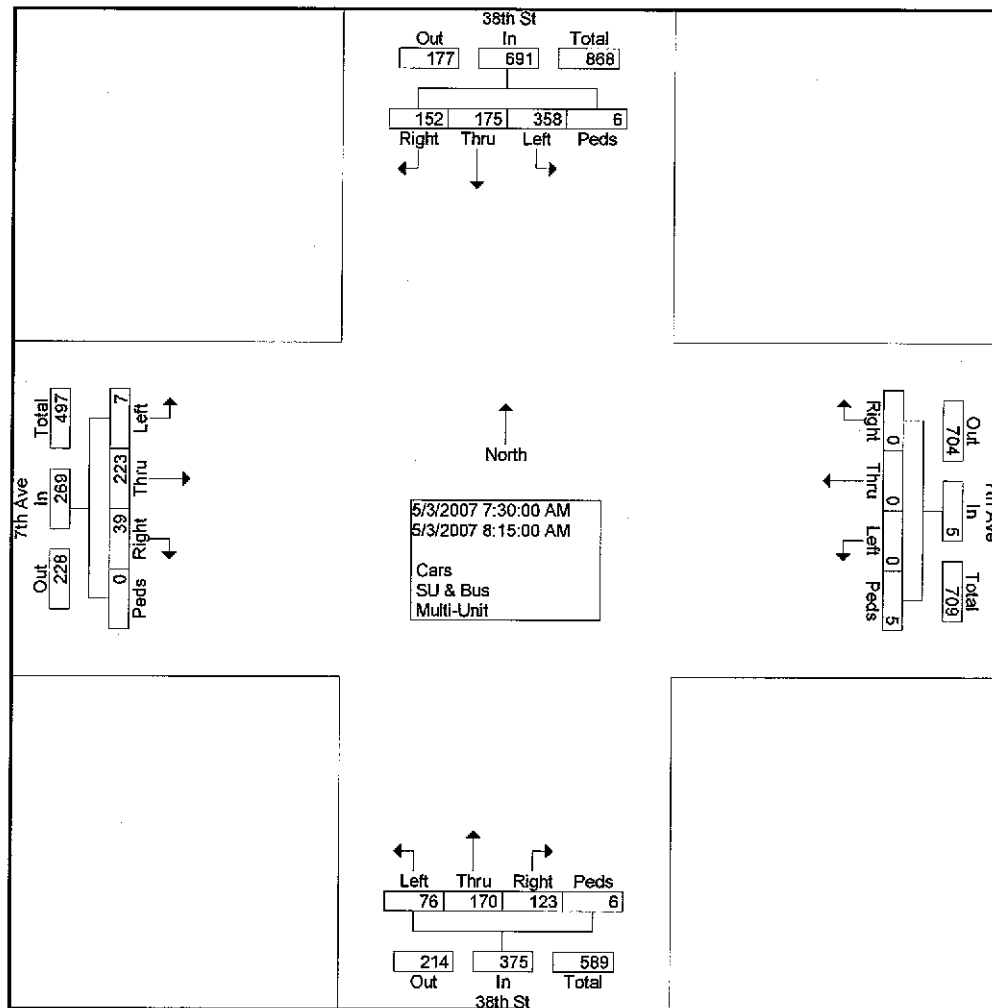 38th St
Out In Total
177 691 868
152 175 358 6
Right Thru Left Peds
Total In Out
497 269 228
7 223 39 0
Left Thru Right Peds
7th Ave
North
5/3/2007 7:30:00 AM
5/3/2007 8:15:00 AM
Cars
SU & Bus
Multi-Unit
Right Thru Left Peds
0 0 0 5
Out In Total
704 5 709
Ave
Left Thru Right Peds
76 170 123 6
214 375 589
Out In Total
38th St